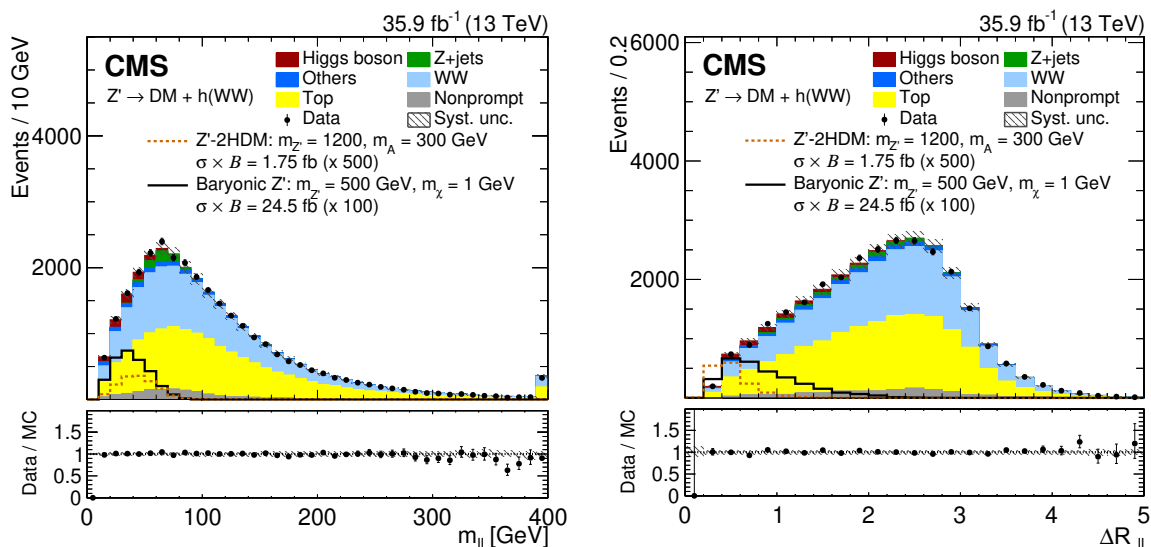 35.9 fb⁻¹ (13 TeV)
CMS
Z' → DM + h(WW)
Higgs boson
Z+jets
Others
WW
Top
Nonprompt
Data
Syst. unc.
Z'-2HDM: m_Z' = 1200, m_A = 300 GeV
σ × B = 1.75 fb (x 500)
Baryonic Z': m_Z' = 500 GeV, m_χ = 1 GeV
σ × B = 24.5 fb (x 100)
Events / 10 GeV
4000
2000
Data / MC
1.5
1
0.5
0
0 100 200 300 400
m_ll [GeV]
35.9 fb⁻¹ (13 TeV)
CMS
Z' → DM + h(WW)
Higgs boson
Z+jets
Others
WW
Top
Nonprompt
Data
Syst. unc.
Z'-2HDM: m_Z' = 1200, m_A = 300 GeV
σ × B = 1.75 fb (x 500)
Baryonic Z': m_Z' = 500 GeV, m_χ = 1 GeV
σ × B = 24.5 fb (x 100)
Events / 0.2
6000
4000
2000
0
Data / MC
1.5
1
0.5
0
0 1 2 3 4 5
ΔR_ll